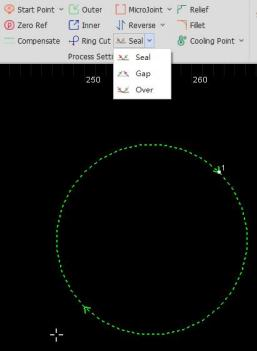 Start Point Outer MicroJoint Relief
Zero Ref Inner Reverse Fillet
Compensate Ring Cut Seal Cooling Point
Process Setti
Seal
Gap
Over
250 260
1